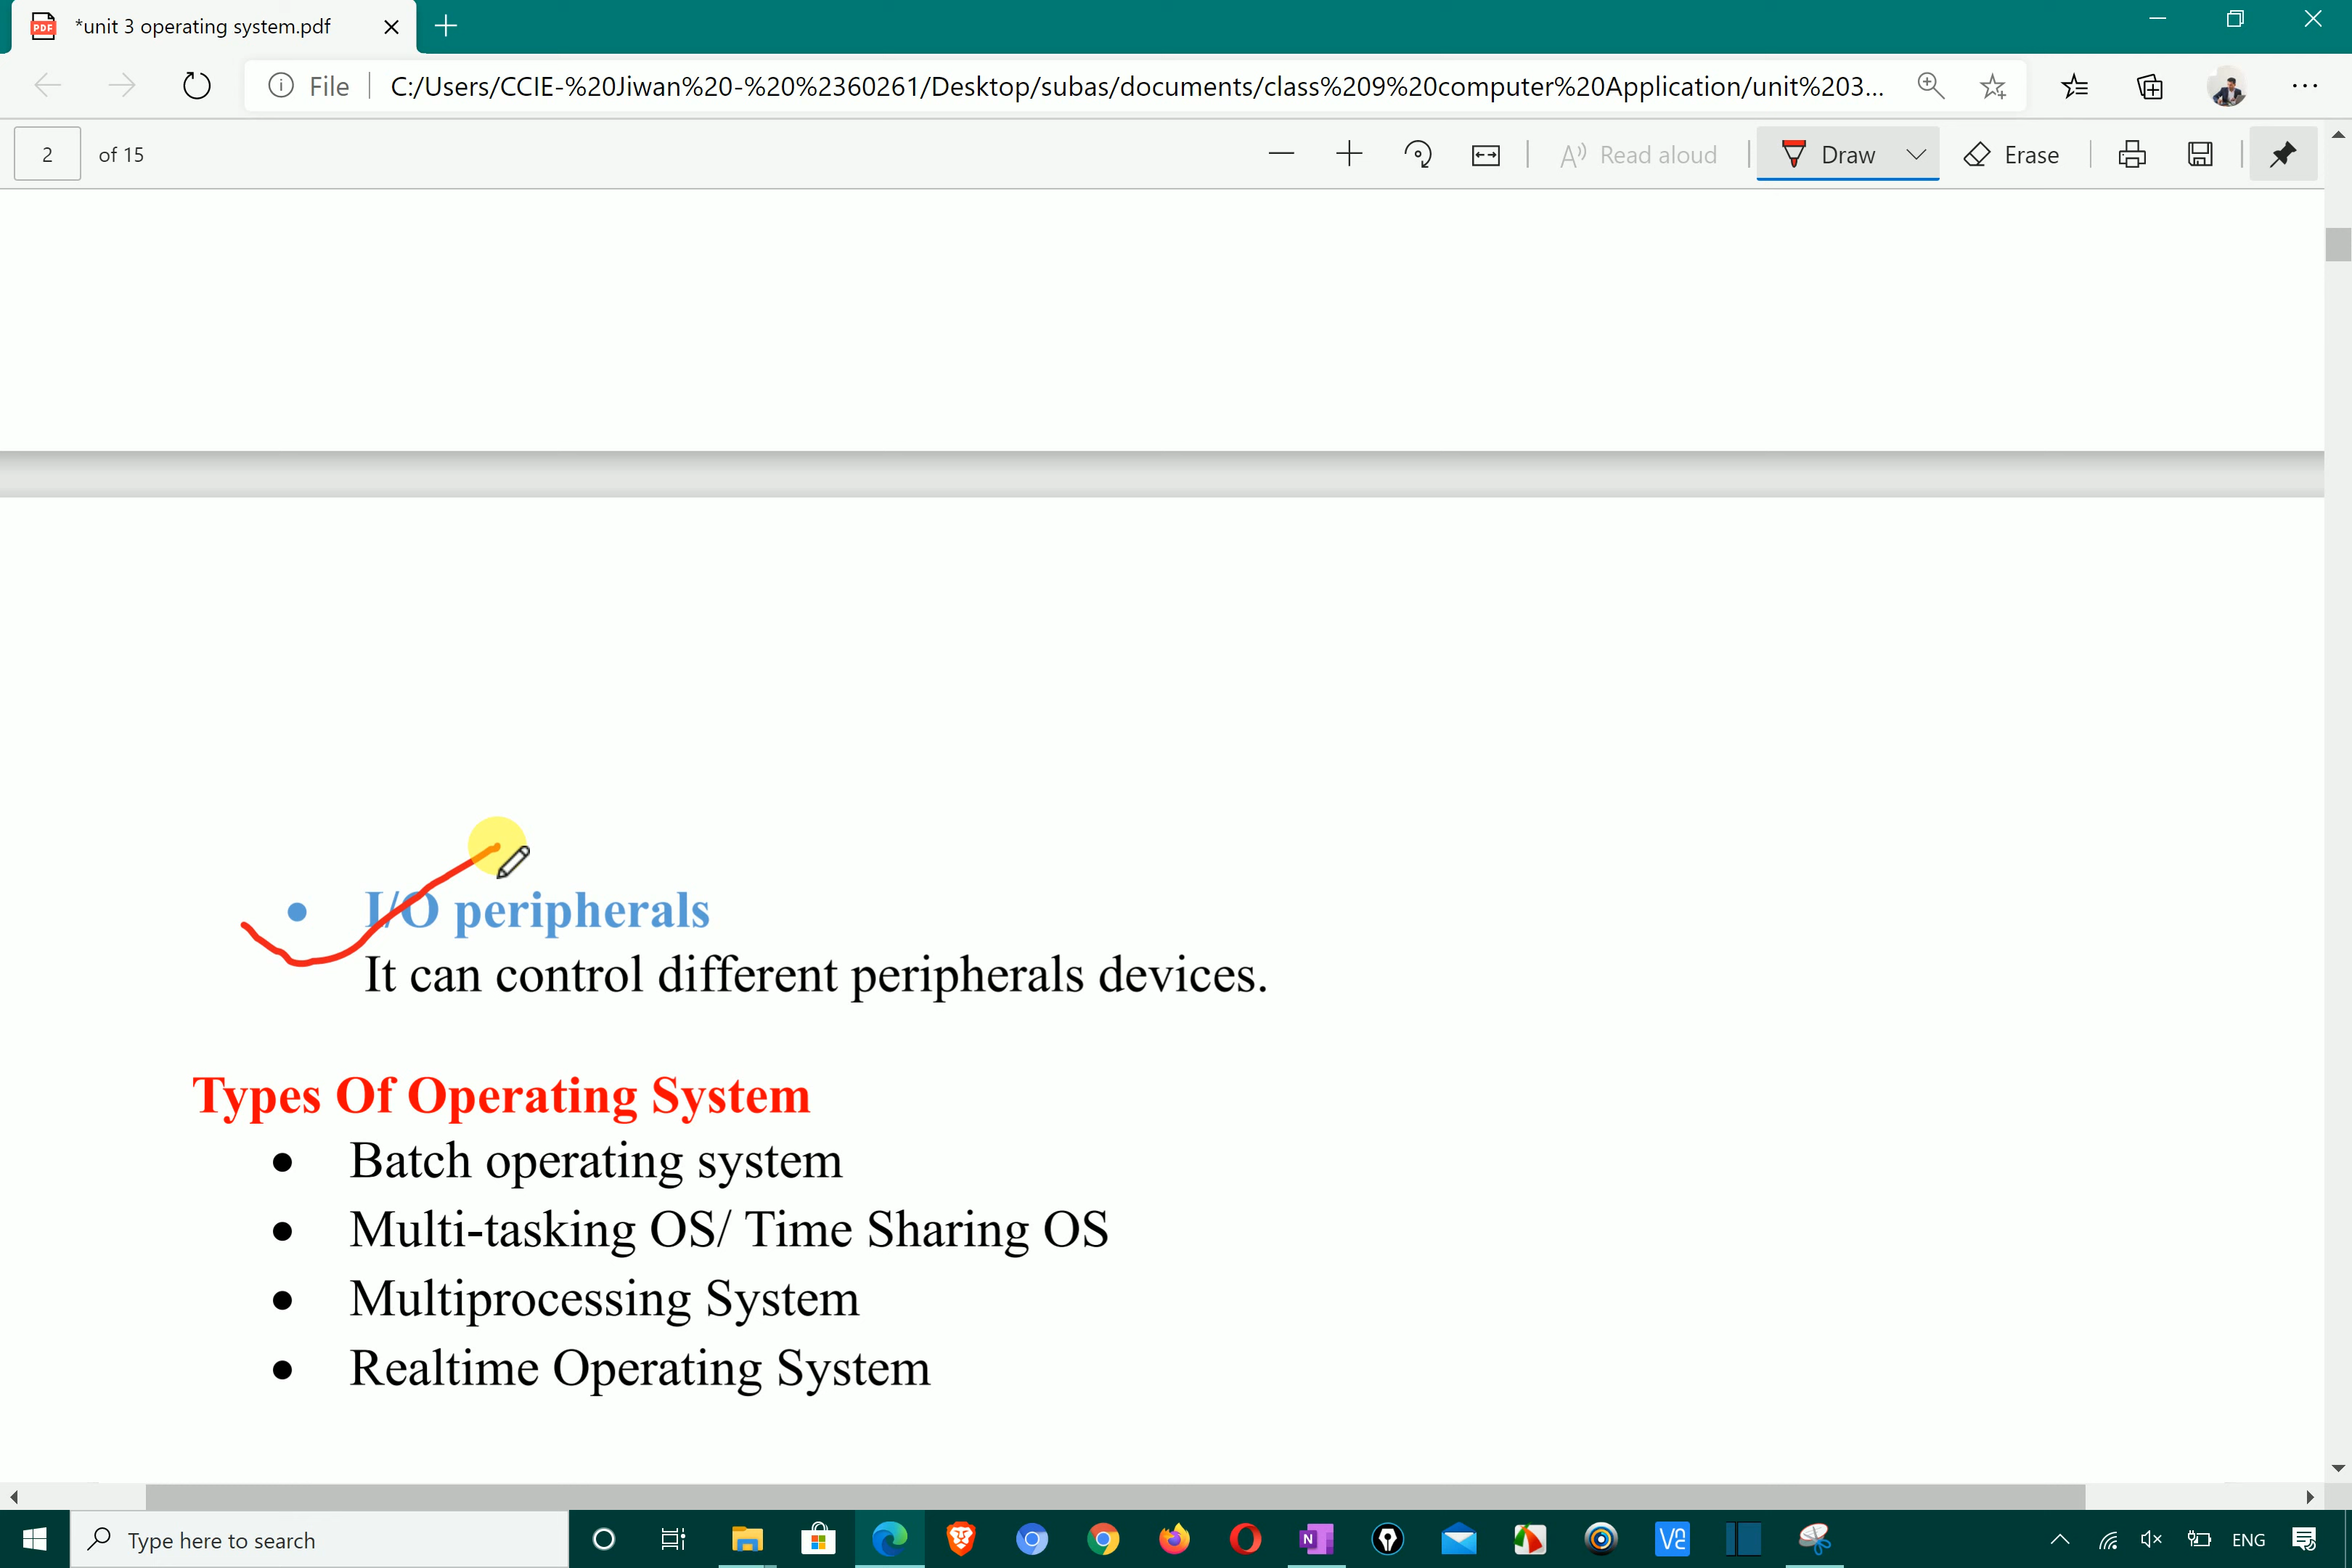 *unit 3 operating system.pdf
File
C:/Users/CCIE-%20Jiwan%20-%20%2360261/Desktop/subas/documents/class%209%20computer%20Application/unit%203...
2 of 15
Read aloud
Draw
Erase
• I/O peripherals
It can control different peripherals devices.
Types Of Operating System
• Batch operating system
• Multi-tasking OS/ Time Sharing OS
• Multiprocessing System
• Realtime Operating System
Type here to search
ENG